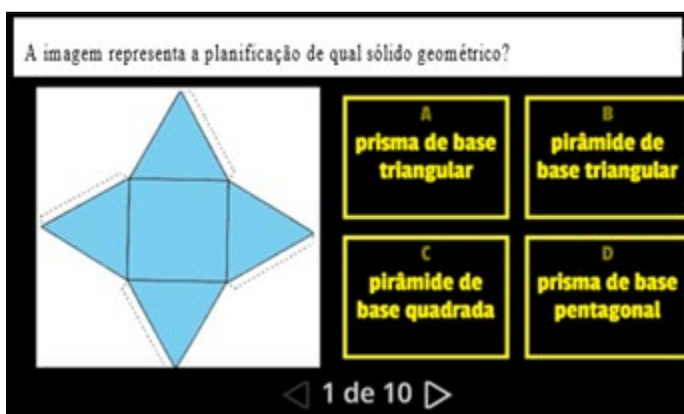 A imagem representa a planificação de qual sólido geométrico?
A
prisma de base
triangular
B
pirâmide de
base triangular
C
pirâmide de
base quadrada
D
prisma de base
pentagonal
1 de 10